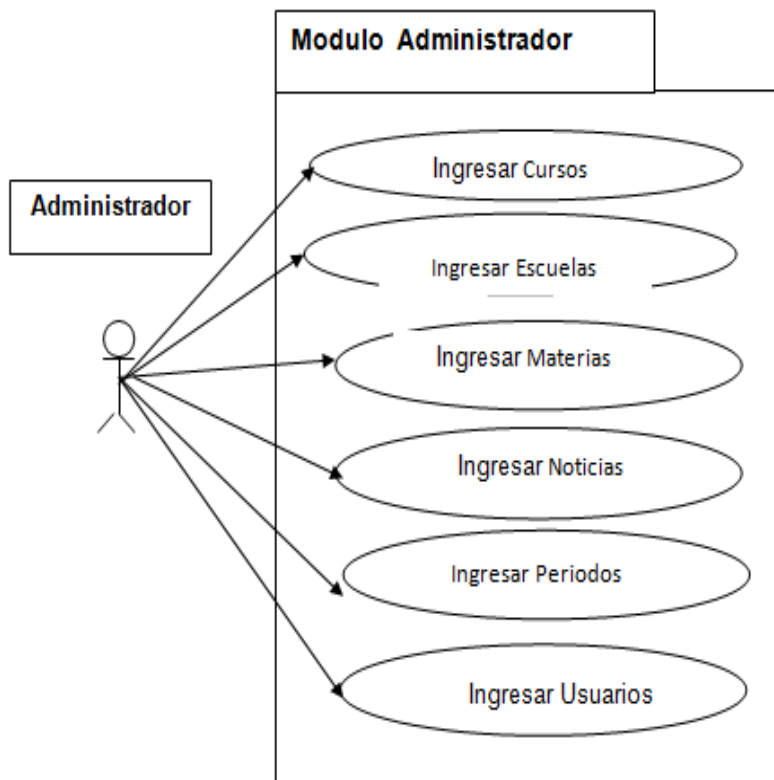 Modulo Administrador
Administrador
Ingresar Cursos
Ingresar Escuelas
Ingresar Materias
Ingresar Noticias
Ingresar Periodos
Ingresar Usuarios